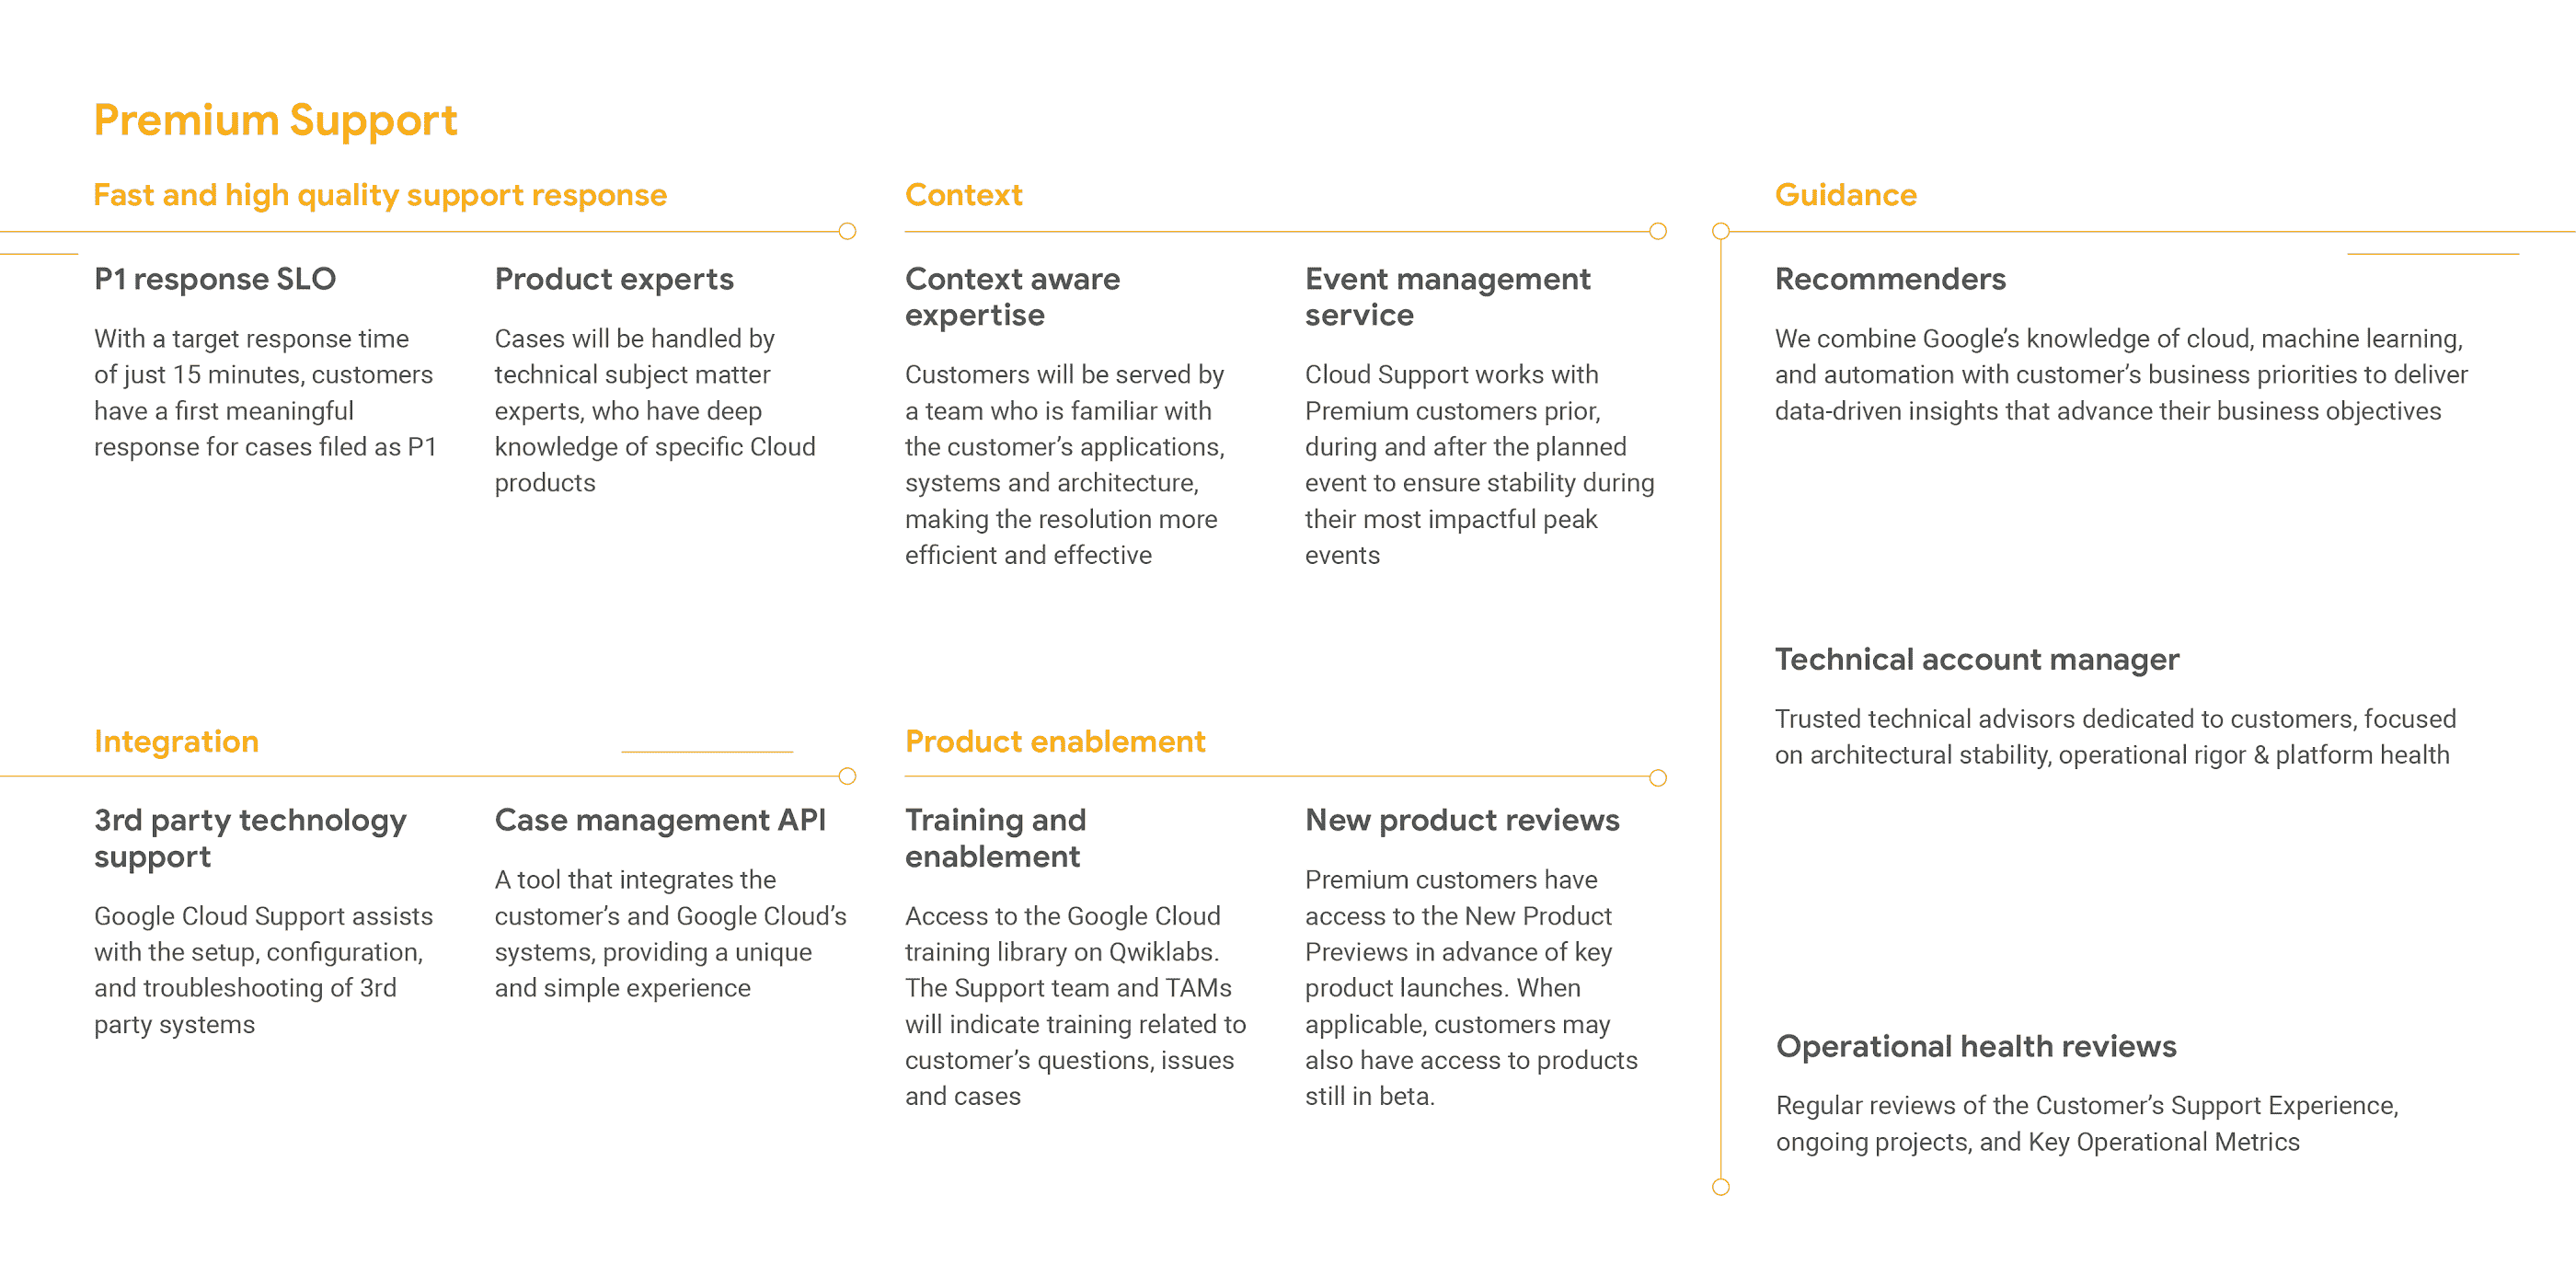 Premium Support
Fast and high quality support response
P1 response SLO
With a target response time
of just 15 minutes, customers
have a first meaningful
response for cases filed as P1
Product experts
Cases will be handled by
technical subject matter
experts, who have deep
knowledge of specific Cloud
products
Context
Context aware
expertise
Customers will be served by
a team who is familiar with
the customer’s applications,
systems and architecture,
making the resolution more
efficient and effective
Event management
service
Cloud Support works with
Premium customers prior,
during and after the planned
event to ensure stability during
their most impactful peak
events
Integration
3rd party technology
support
Google Cloud Support assists
with the setup, configuration,
and troubleshooting of 3rd
party systems
Case management API
A tool that integrates the
customer’s and Google Cloud’s
systems, providing a unique
and simple experience
Product enablement
Training and
enablement
Access to the Google Cloud
training library on Qwiklabs.
The Support team and TAMs
will indicate training related to
customer’s questions, issues
and cases
New product reviews
Premium customers have
access to the New Product
Previews in advance of key
product launches. When
applicable, customers may
also have access to products
still in beta.
Guidance
Recommenders
We combine Google’s knowledge of cloud, machine learning,
and automation with customer’s business priorities to deliver
data-driven insights that advance their business objectives
Technical account manager
Trusted technical advisors dedicated to customers, focused
on architectural stability, operational rigor & platform health
Operational health reviews
Regular reviews of the Customer’s Support Experience,
ongoing projects, and Key Operational Metrics